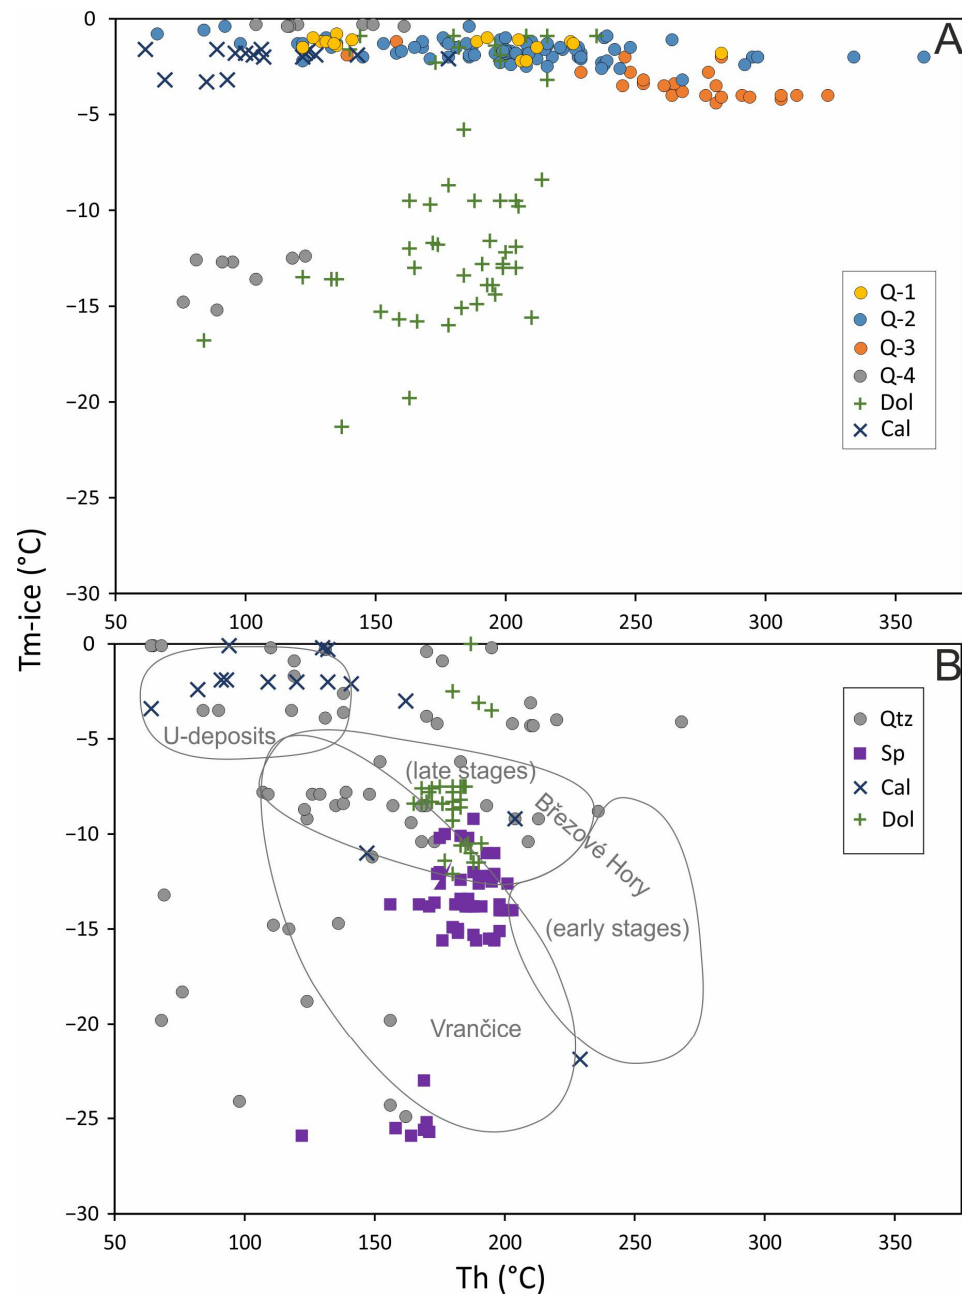 A
0
−5
−10
−15
−20
−25
−30
Q-1
Q-2
Q-3
Q-4
Dol
Cal
50 100 150 200 250 300 350
Tm-ice (°C)
B
0
−5
−10
−15
−20
−25
−30
U-deposits
(late stages)
Březové Hory
(early stages)
Vrančice
Qtz
Sp
Cal
Dol
50 100 150 200 250 300 350
Th (°C)